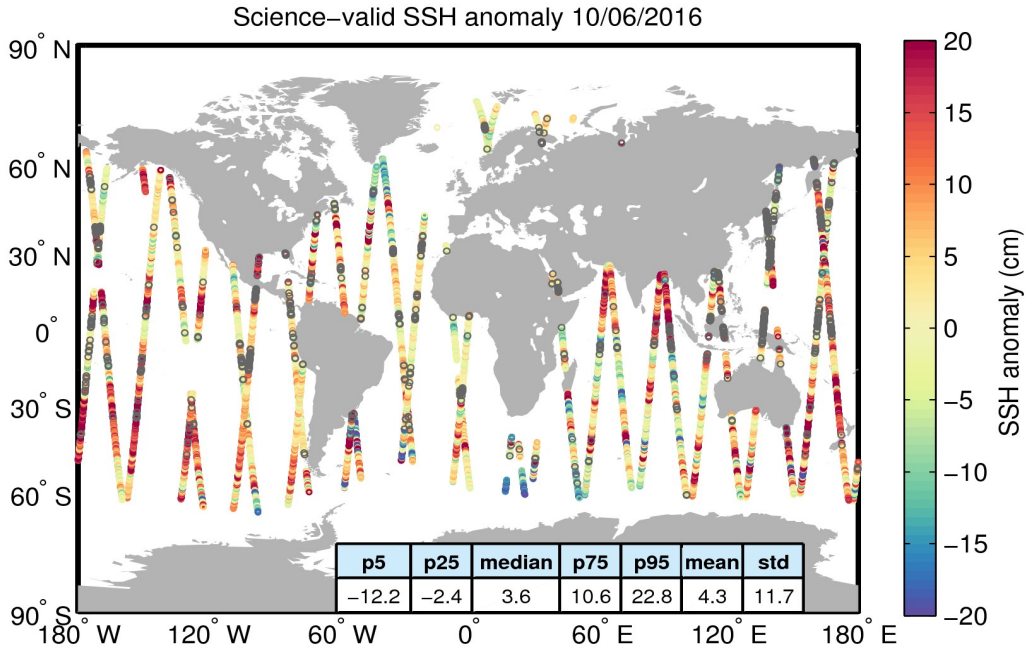 Science−valid SSH anomaly 10/06/2016
90° N
60° N
30° N
0°
30° S
60° S
90° S
180° W 120° W 60° W 0° 60° E 120° E 180° E
p5 p25 median p75 p95 mean std
−12.2 −2.4 3.6 10.6 22.8 4.3 11.7
20
15
10
5
0
−5
−10
−15
−20
SSH anomaly (cm)